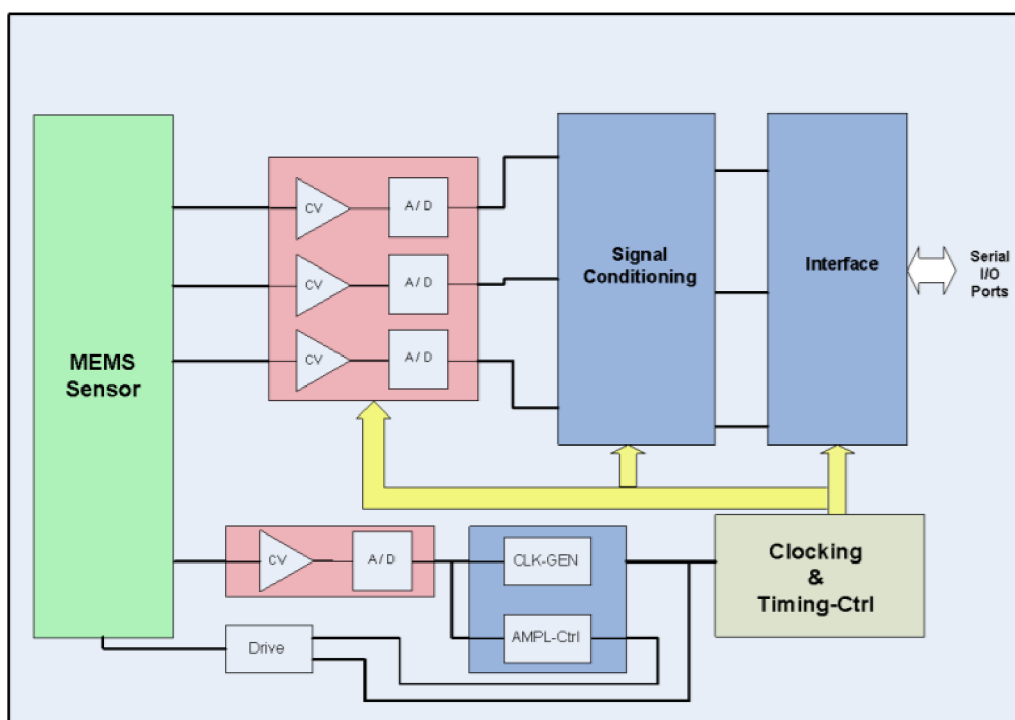 CV
A / D
CV
A / D
CV
A / D
MEMS
Sensor
Signal
Conditioning
Interface
Serial
I/O
Ports
CV
A / D
CLK-GEN
AMPL-Ctrl
Drive
Clocking
&
Timing-Ctrl